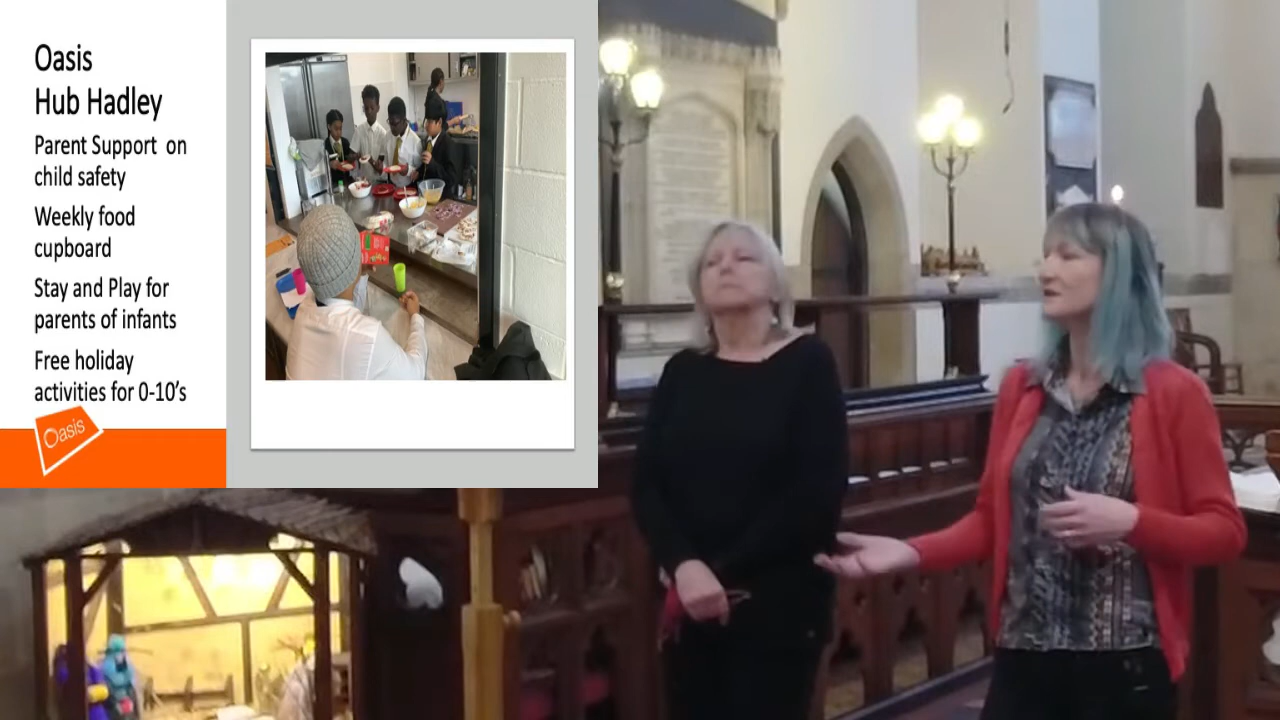 Oasis
Hub Hadley
Parent Support on
child safety
Weekly food
cupboard
Stay and Play for
parents of infants
Free holiday
activities for 0-10's
Oasis